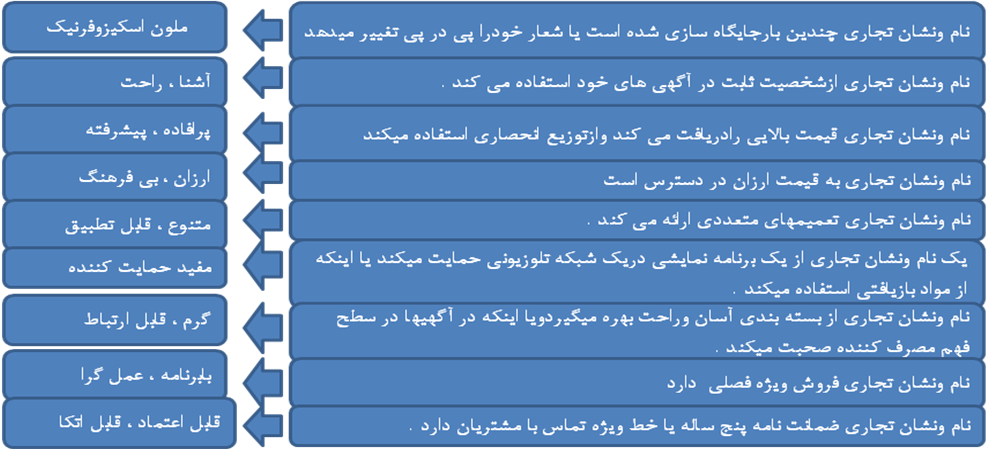 نام ونشان تجاری چندین بارجایگاه سازی شده است یا شعار خودرا پی در پی تغییر میدهد
ملون اسکیزوفرنیک
نام ونشان تجاری ازشخصیت ثابت در آگهی های خود استفاده می کند .
آشنا ، راحت
نام ونشان تجاری قیمت بالایی رادریافت می کند وازتوزیع انحصاری استفاده میکند
پرافاده ، پیشرفته
نام ونشان تجاری به قیمت ارزان در دسترس است
ارزان ، بی فرهنگ
نام ونشان تجاری تعمیمهای متعددی ارائه می کند .
متنوع ، قابل تطبیق
یک نام ونشان تجاری از یک برنامه نمایشی دریک شبکه تلوزیونی حمایت میکند یا اینکه
از مواد بازیافتی استفاده میکند .
مفید حمایت کننده
نام ونشان تجاری از بسته بندی آسان وراحت بهره میگیردویا اینکه در آگهیها در سطح
فهم مصرف کننده صحبت میکند .
گرم ، قابل ارتباط
نام ونشان تجاری فروش ویژه فصلی دارد
بابرنامه ، عمل گرا
نام ونشان تجاری ضمانت نامه پنج ساله یا خط ویژه تماس با مشتریان دارد .
قابل اعتماد ، قابل اتکا